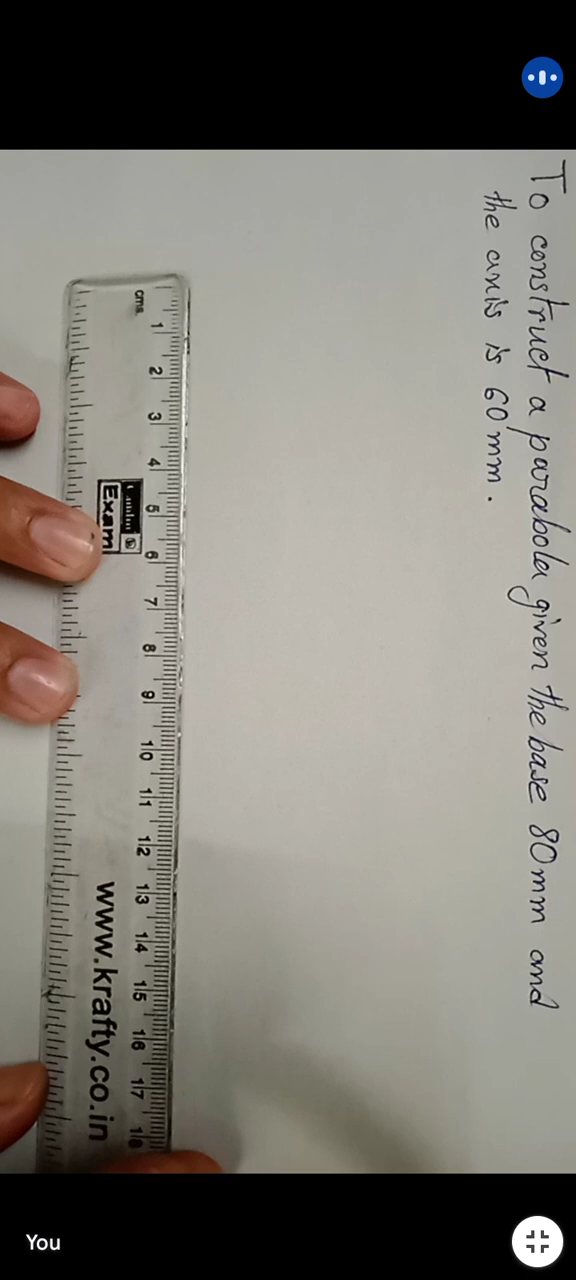 To construct a parabola, given the base 80mm and
the axis is 60mm.
cms. 1 2 3 4 5 6 7 8 9 10 11 12 13 14 15 16 17 18
Exam
www.krafty.co.in
You